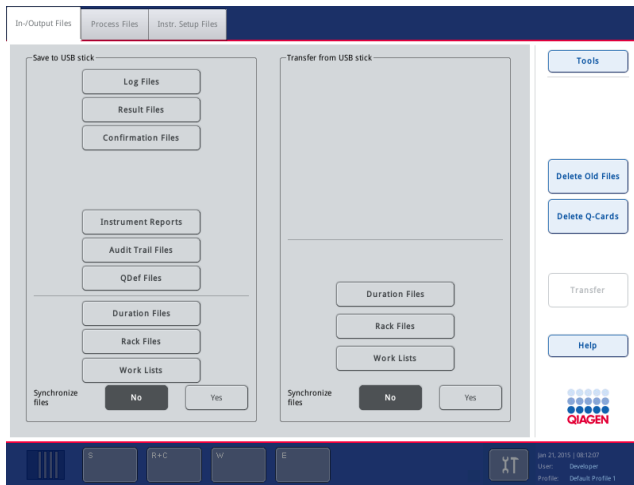 In-/Output Files
Process Files
Instr. Setup Files
Save to USB stick
Log Files
Result Files
Confirmation Files
Instrument Reports
Audit Trail Files
QDef Files
Duration Files
Rack Files
Work Lists
Synchronize
files
No
Yes
Transfer from USB stick
Duration Files
Rack Files
Work Lists
Synchronize
files
No
Yes
Tools
Delete Old Files
Delete Q-Cards
Transfer
Help
QIAGEN
S
R+C
W
E
Jan 21, 2015 | 08:12:07
User: Developer
Profile: Default Profile 1